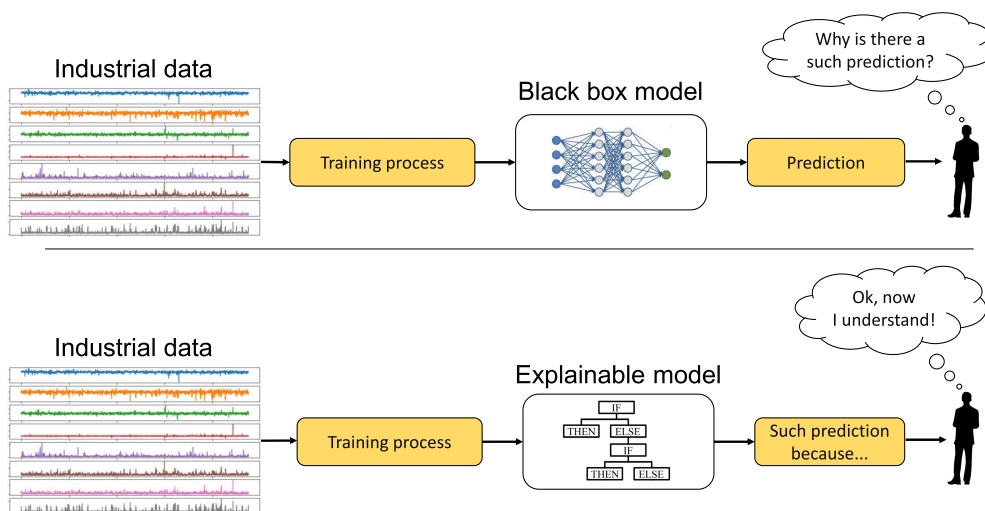 Why is there a
such prediction?
Industrial data
Black box model
Training process
Prediction
Ok, now
I understand!
Industrial data
Explainable model
IF
THEN
ELSE
IF
THEN
ELSE
Training process
Such prediction
because...